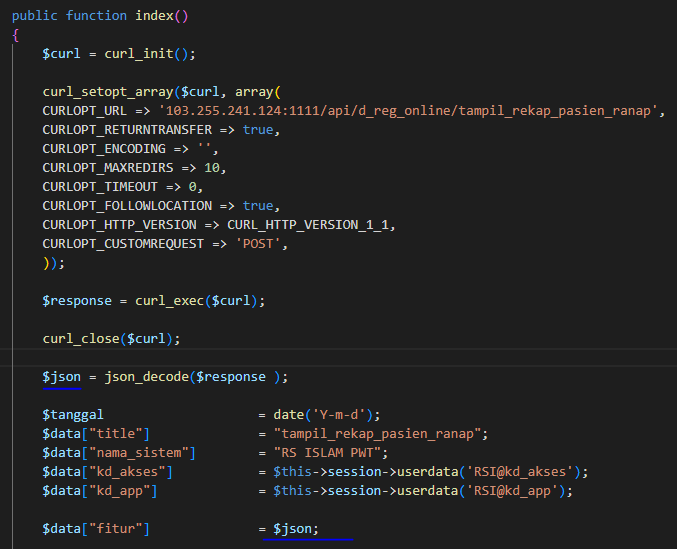 public function index()
{
$curl = curl_init();
curl_setopt_array($curl, array(
CURLOPT_URL => '103.255.241.124:1111/api/d_reg_online/tampil_rekap_pasien_ranap',
CURLOPT_RETURNTRANSFER => true,
CURLOPT_ENCODING => '',
CURLOPT_MAXREDIRS => 10,
CURLOPT_TIMEOUT => 0,
CURLOPT_FOLLOWLOCATION => true,
CURLOPT_HTTP_VERSION => CURL_HTTP_VERSION_1_1,
CURLOPT_CUSTOMREQUEST => 'POST',
));
$response = curl_exec($curl);
curl_close($curl);
$json = json_decode($response );
$tanggal = date('Y-m-d');
$data["title"] = "tampil_rekap_pasien_ranap";
$data["nama_sistem"] = "RS ISLAM PWT";
$data["kd_akses"] = $this->session->userdata('RSI@kd_akses');
$data["kd_app"] = $this->session->userdata('RSI@kd_app');
$data["fitur"] = $json;